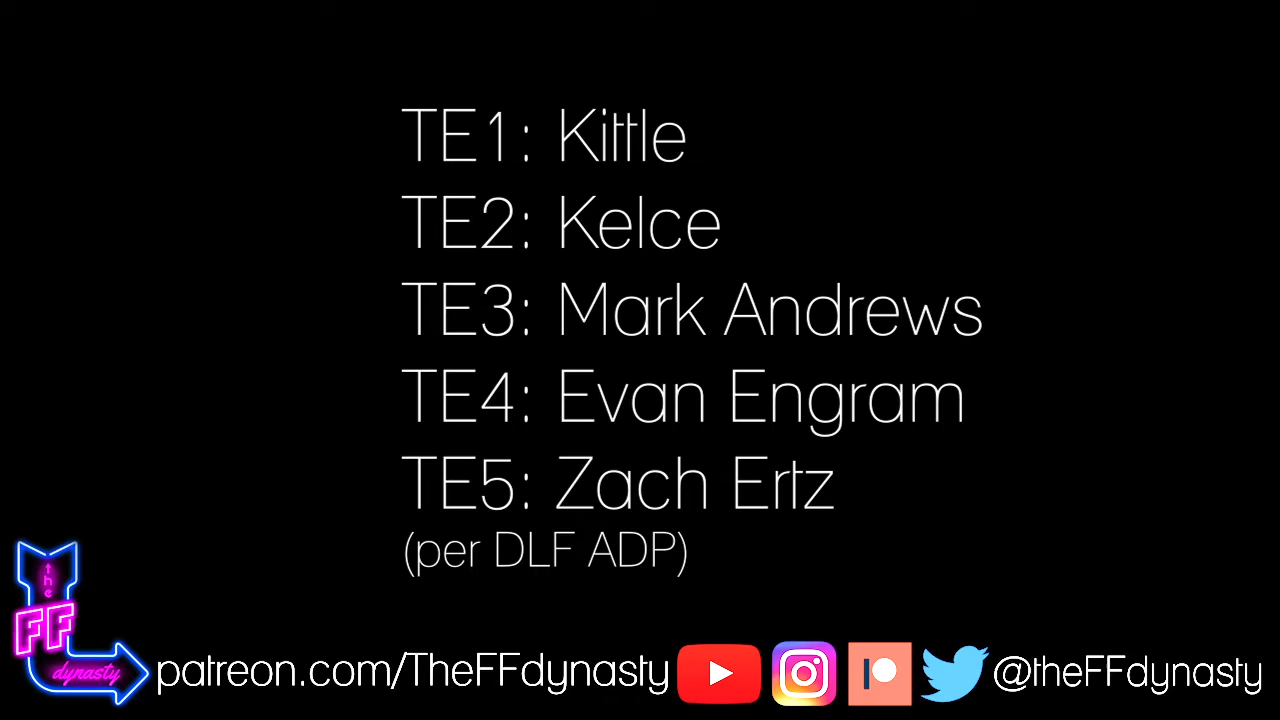 TE1: Kittle
TE2: Kelce
TE3: Mark Andrews
TE4: Evan Engram
TE5: Zach Ertz
(per DLF ADP)
the
FF
dynasty
patreon.com/TheFFdynasty @theFFdynasty